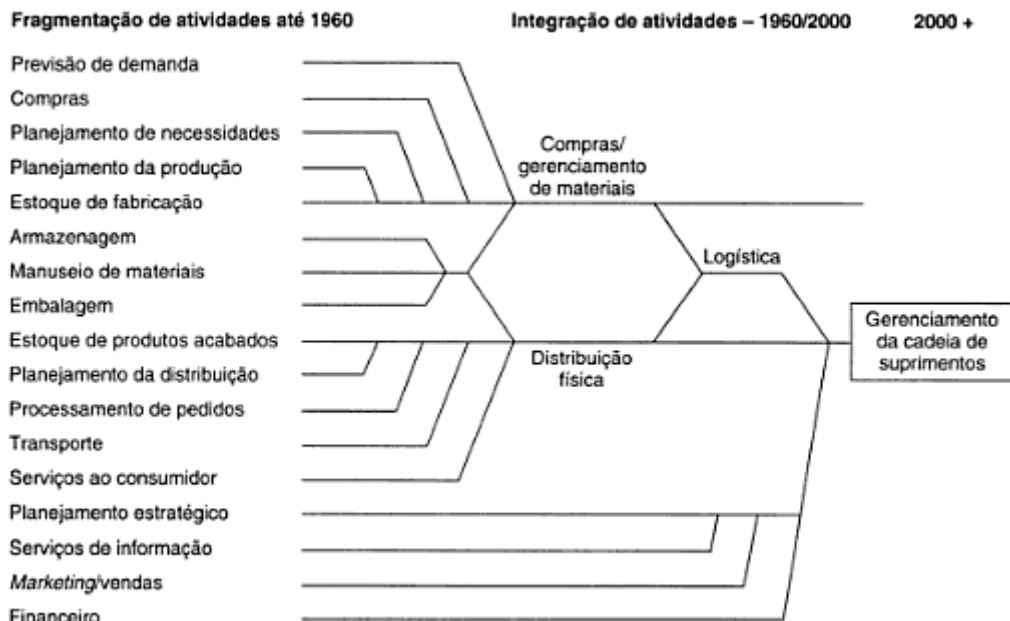 Fragmentação de atividades até 1960
Integração de atividades – 1960/2000
2000 +
Previsão de demanda
Compras
Planejamento de necessidades
Planejamento da produção
Estoque de fabricação
Armazenagem
Manuseio de materiais
Embalagem
Estoque de produtos acabados
Planejamento da distribuição
Processamento de pedidos
Transporte
Serviços ao consumidor
Planejamento estratégico
Serviços de informação
Marketing/vendas
Financeiro
Compras/
gerenciamento
de materiais
Distribuição
física
Logística
Gerenciamento
da cadeia de
suprimentos